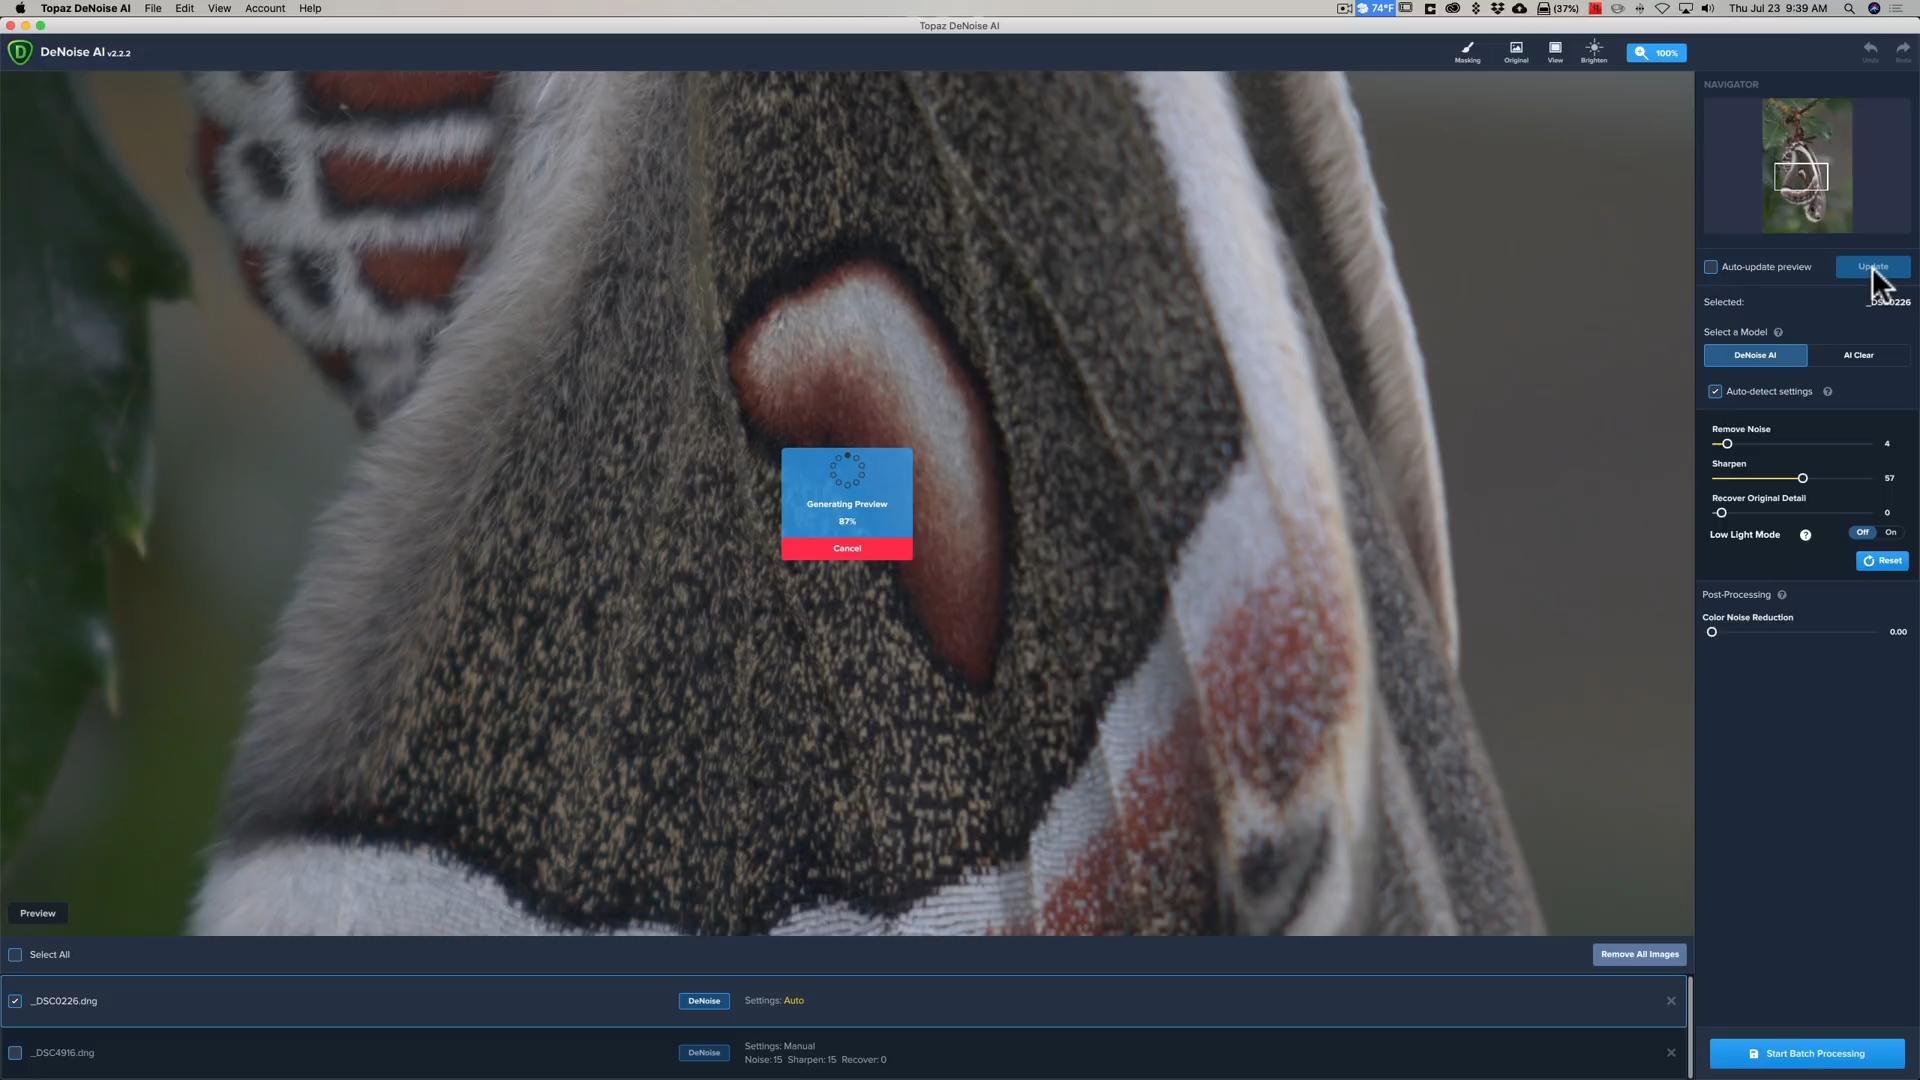 Topaz DeNoise AI File Edit View Account Help
74°F (37%) Thu Jul 23 9:39 AM
Topaz DeNoise AI
DeNoise AI v2.2.2
Masking Original View Brighten 100% Undo Redo
NAVIGATOR
Auto-update preview Update
Selected: _DSC0226
Select a Model
DeNoise AI AI Clear
Auto-detect settings
Remove Noise
4
Sharpen
57
Recover Original Detail
0
Low Light Mode Off On
Reset
Post-Processing
Color Noise Reduction
0.00
Generating Preview
87%
Cancel
Preview
Select All Remove All Images
_DSC0226.dng DeNoise Settings: Auto
_DSC4916.dng DeNoise Settings: Manual
Noise: 15 Sharpen: 15 Recover: 0
Start Batch Processing